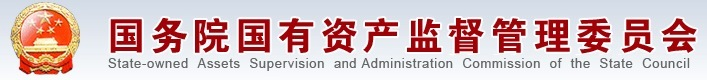 国务院国有资产监督管理委员会
State-owned Assets Supervision and Administration Commission of the State Council